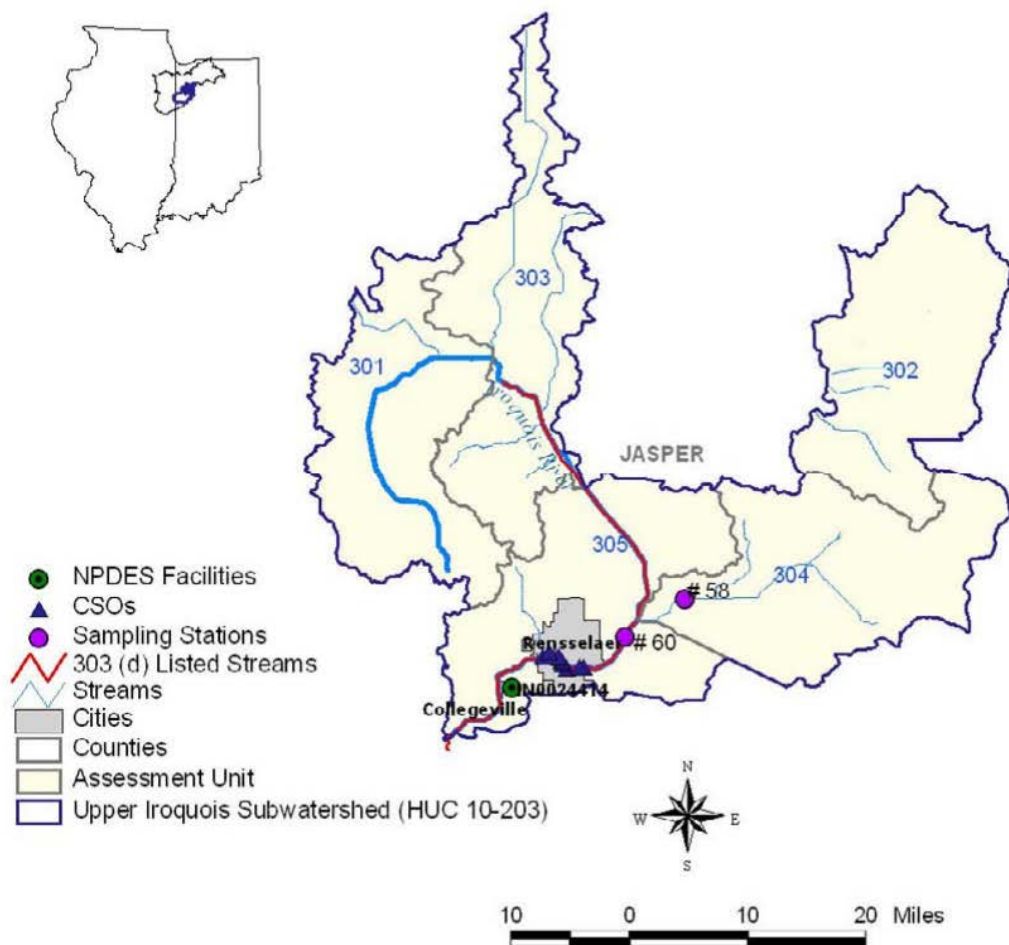 303
301
302
Iroquois River
JASPER
305
304
#58
Rensselaer
#60
IN0024414
Collegeville
NPDES Facilities
CSOs
Sampling Stations
303 (d) Listed Streams
Streams
Cities
Counties
Assessment Unit
Upper Iroquois Subwatershed (HUC 10-203)
N
W E
S
10 0 10 20 Miles